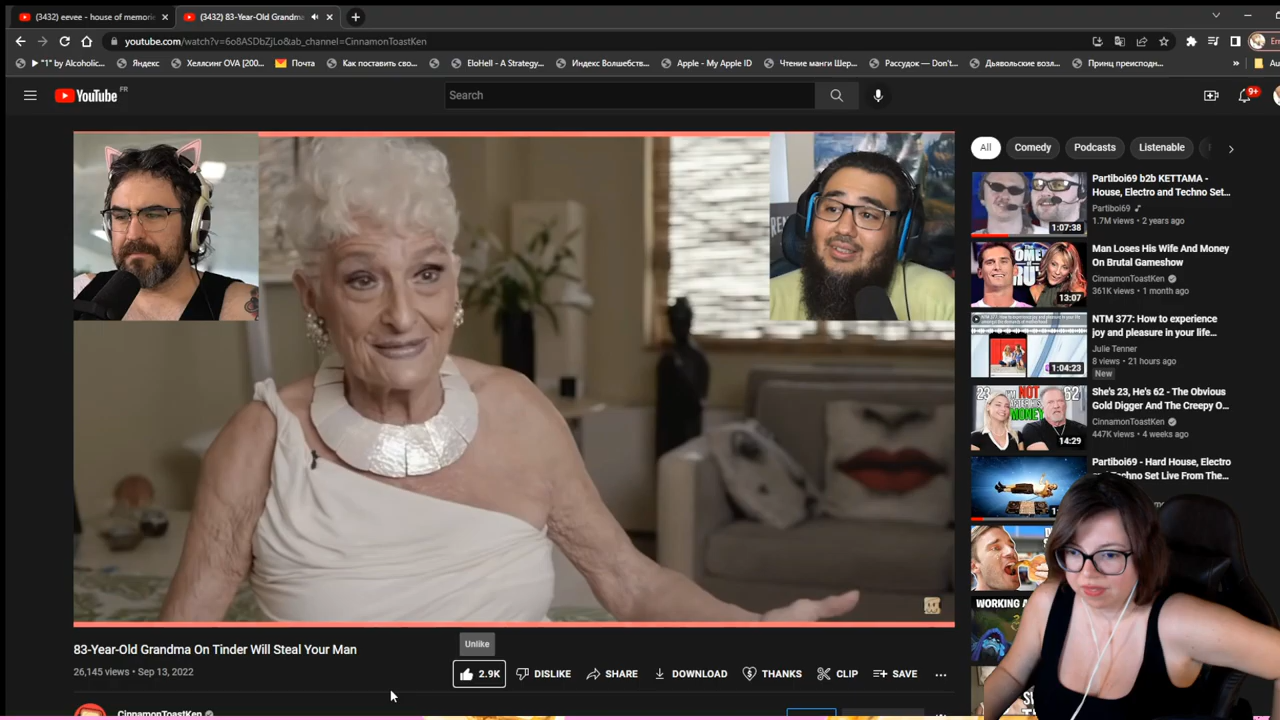 (3432) eevee - house of memorie
(3432) 83-Year-Old Grandma
youtube.com/watch?v=6o8ASDbZjLo&ab_channel=CinnamonToastKen
▶ "1" by Alcoholic...
Яндекс
Хеллсинг OVA [200...
Почта
Как поставить сво...
EloHell - A Strategy...
Индекс Волшебств...
Apple - My Apple ID
Чтение манги Шер...
Рассудок — Don't...
Дьявольские возл...
Принц преисподн...
»
YouTube FR
Search
9+
All
Comedy
Podcasts
Listenable
Partiboi69 b2b KETTAMA -
House, Electro and Techno Set...
Partiboi69
1.7M views • 2 years ago
1:07:38
Man Loses His Wife And Money
On Brutal Gameshow
CinnamonToastKen
361K views • 1 month ago
13:07
NTM 377: How to experience
joy and pleasure in your life...
Julie Tenner
8 views • 21 hours ago
New
1:04:23
She's 23, He's 62 - The Obvious
Gold Digger And The Creepy O...
CinnamonToastKen
447K views • 4 weeks ago
23
I'M NOT
AFTER HIS
MONEY
62
14:29
Partiboi69 - Hard House, Electro
Set Live From The...
WORKING A
83-Year-Old Grandma On Tinder Will Steal Your Man
26,145 views • Sep 13, 2022
Unlike
2.9K
DISLIKE
SHARE
DOWNLOAD
THANKS
CLIP
SAVE
CinnamonToastKen